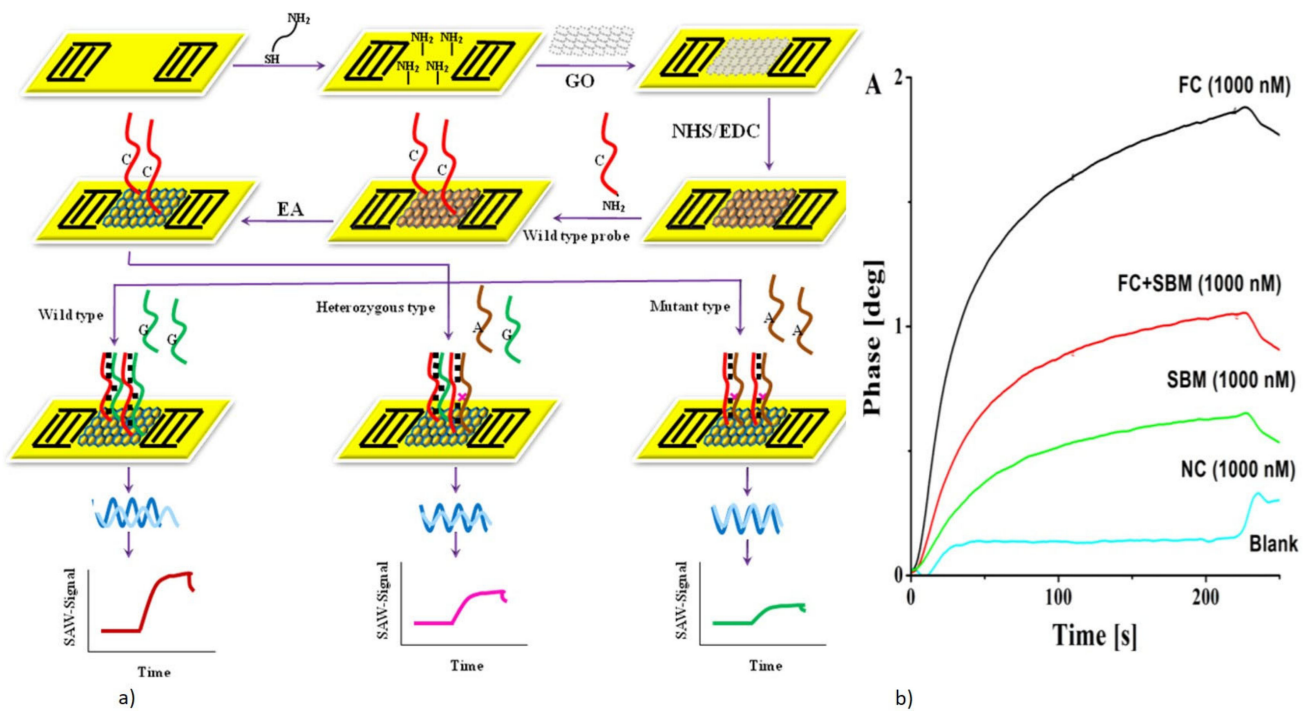 NH2
SH
NH2 NH2
NH2 NH2
GO
NHS/EDC
C
C
C
C
C
NH2
EA
Wild type probe
Wild type
G
G
Heterozygous type
A
G
Mutant type
A
A
SAW-Signal
Time
SAW-Signal
Time
SAW-Signal
Time
a)
A
2
1
0
Phase [deg]
FC (1000 nM)
FC+SBM (1000 nM)
SBM (1000 nM)
NC (1000 nM)
Blank
0
100
200
Time [s]
b)